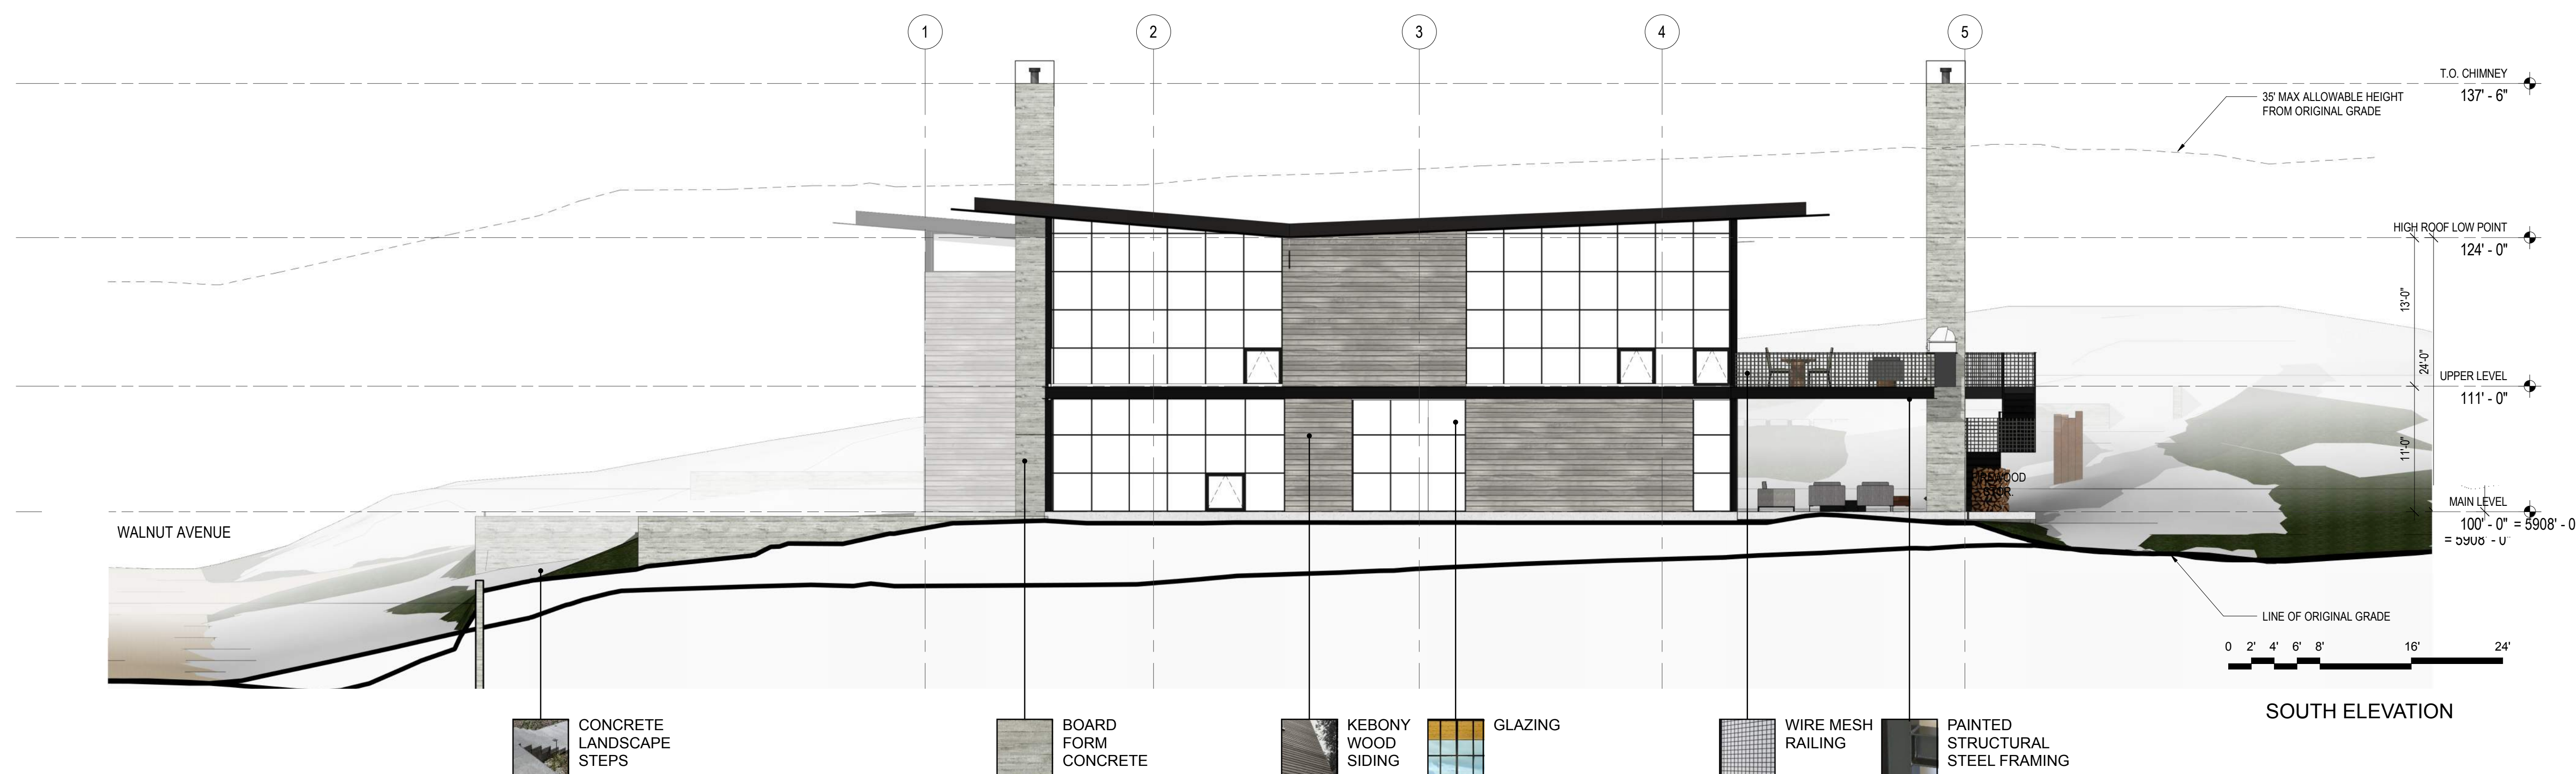 1
2
3
4
5
T.O. CHIMNEY
137' - 6"
35' MAX ALLOWABLE HEIGHT
FROM ORIGINAL GRADE
HIGH ROOF LOW POINT
124' - 0"
13'-0"
24'-0"
UPPER LEVEL
111' - 0"
11'-0"
STOR.
MAIN LEVEL
100' - 0" = 5908' - 0
= 5908' - 0"
WALNUT AVENUE
LINE OF ORIGINAL GRADE
0 2' 4' 6' 8' 16' 24'
SOUTH ELEVATION
CONCRETE
LANDSCAPE
STEPS
BOARD
FORM
CONCRETE
KEBONY
WOOD
SIDING
GLAZING
WIRE MESH
RAILING
PAINTED
STRUCTURAL
STEEL FRAMING